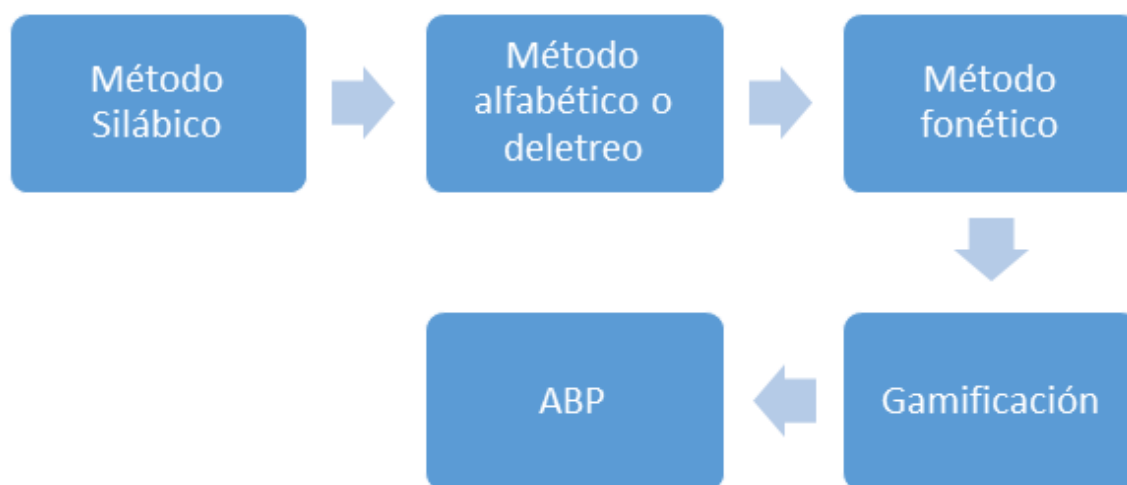 Método
Silábico
Método
alfabético o
deletreo
Método
fonético
Gamificación
ABP